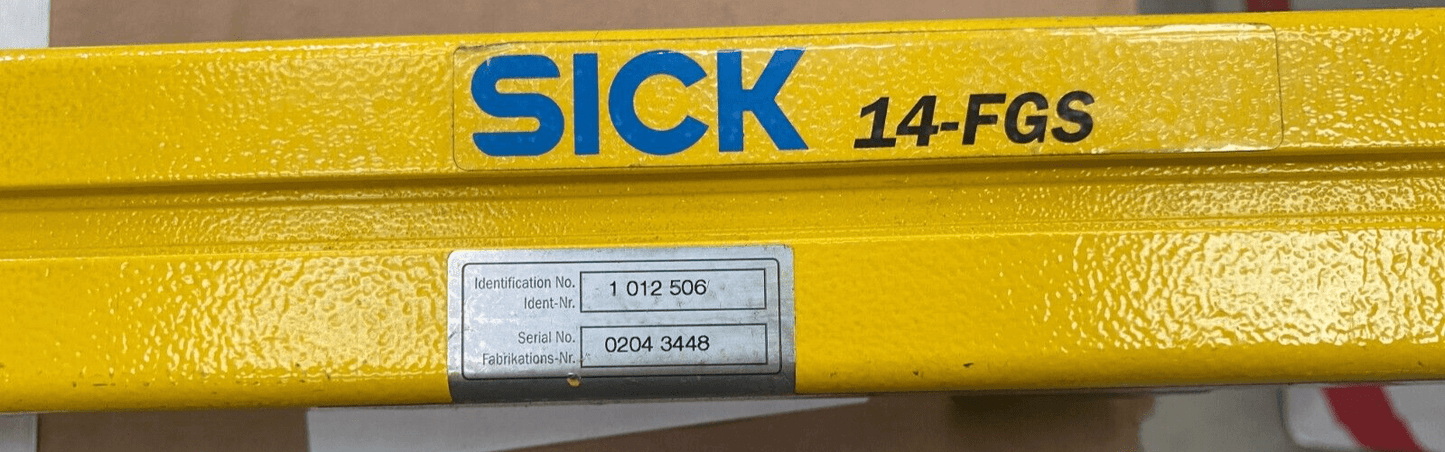 SICK 14-FGS
Identification No.
Ident-Nr.
1 012 506
Serial No.
Fabrikations-Nr.
0204 3448